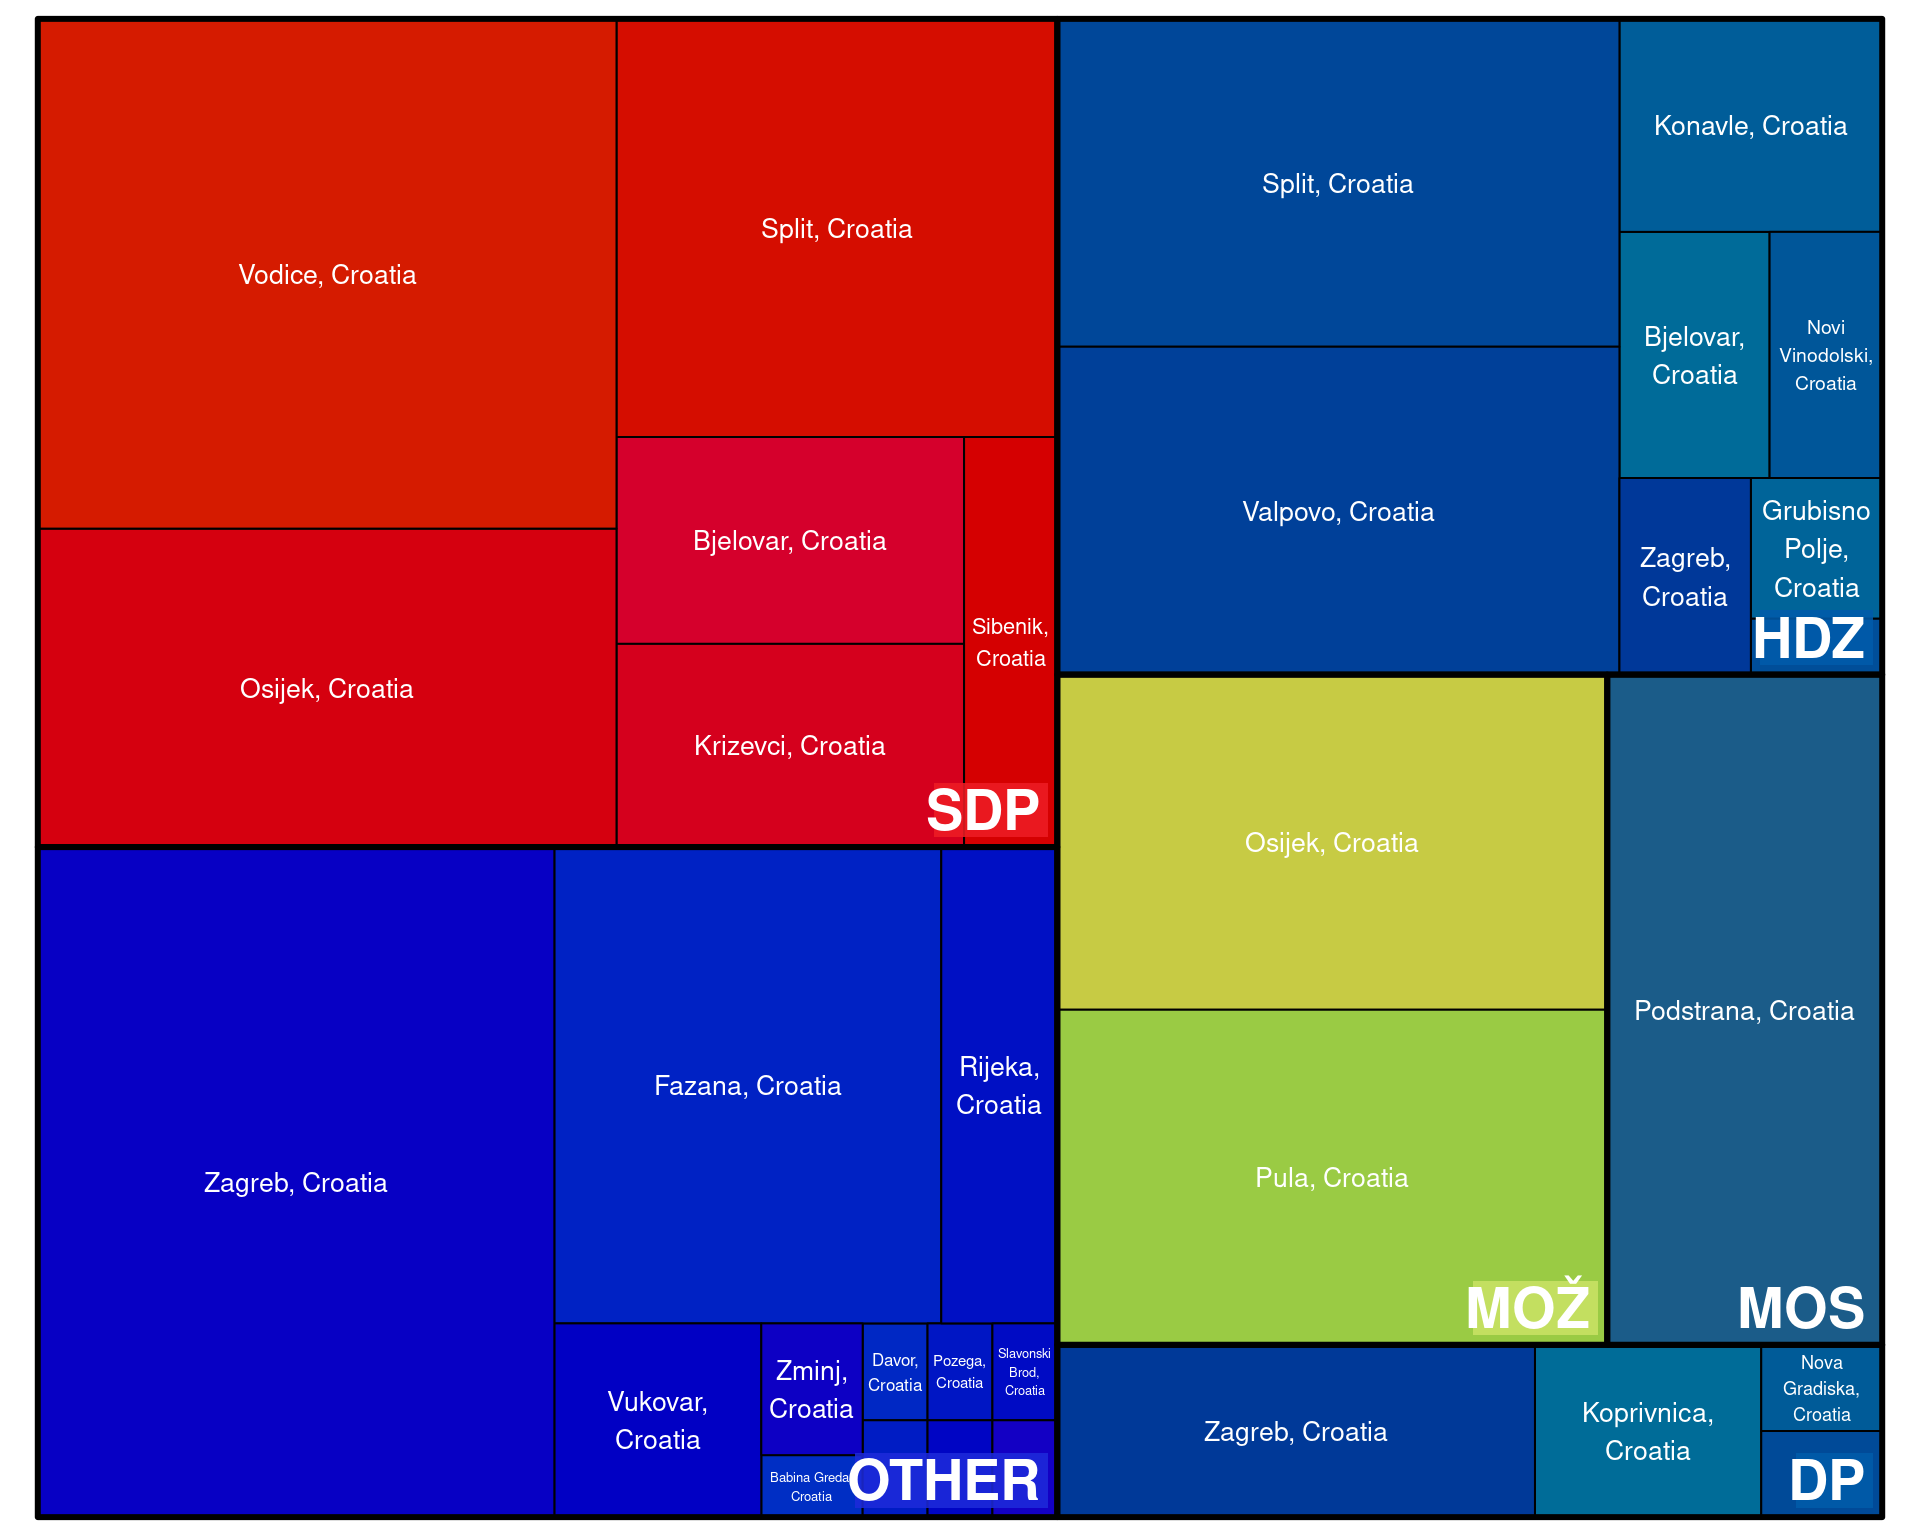 Vodice, Croatia
Osijek, Croatia
Split, Croatia
Bjelovar, Croatia
Krizevci, Croatia
Sibenik,
Croatia
SDP
Zagreb, Croatia
Fazana, Croatia
Rijeka,
Croatia
Vukovar,
Croatia
Zminj,
Croatia
Babina Greda,
Croatia
Davor,
Croatia
Pozega,
Croatia
Slavonski
Brod,
Croatia
OTHER
Split, Croatia
Valpovo, Croatia
Konavle, Croatia
Bjelovar,
Croatia
Novi
Vinodolski,
Croatia
Zagreb,
Croatia
Grubisno
Polje,
Croatia
HDZ
Osijek, Croatia
Pula, Croatia
MOŽ
Podstrana, Croatia
MOS
Zagreb, Croatia
Koprivnica,
Croatia
Nova
Gradiska,
Croatia
DP